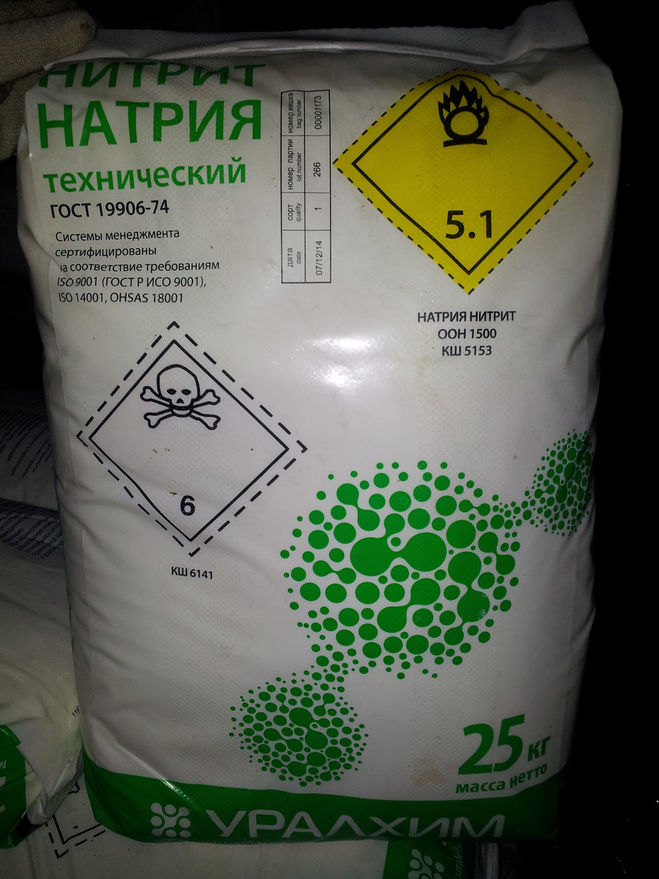 НИТРИТ
НАТРИЯ
технический
ГОСТ 19906-74
Системы менеджмента
сертифицированы
на соответствие требованиям
ISO 9001 (ГОСТ Р ИСО 9001),
ISO 14001, OHSAS 18001
дата
date
07/12/14
сорт
quality
1
номер партии
lot number
266
номер мешка
bag number
00001173
5.1
НАТРИЯ НИТРИТ
ООН 1500
КШ 5153
6
КШ 6141
25 кг
масса нетто
УРАЛХИМ